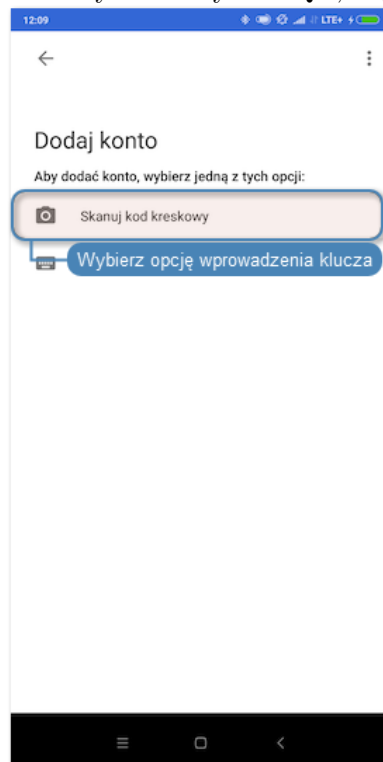 12:09 LTE+
Dodaj konto
Aby dodać konto, wybierz jedną z tych opcji:
Skanuj kod kreskowy
Wybierz opcję wprowadzenia klucza